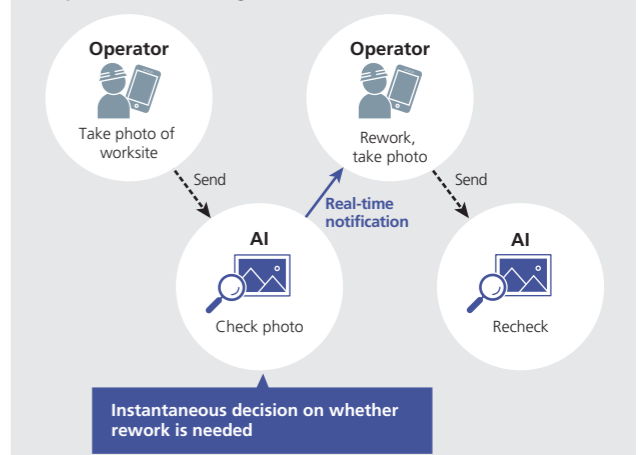 Operator
Take photo of
worksite
Send
AI
Check photo
Real-time
notification
Operator
Rework,
take photo
Send
AI
Recheck
Instantaneous decision on whether
rework is needed